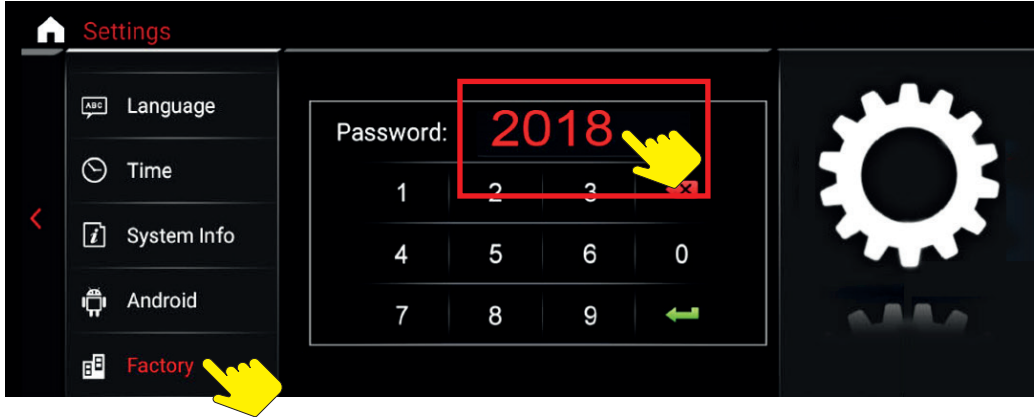 Settings
ABC
Language
Time
i
System Info
Android
Factory
Password: 2018
1 2 3
4 5 6 0
7 8 9